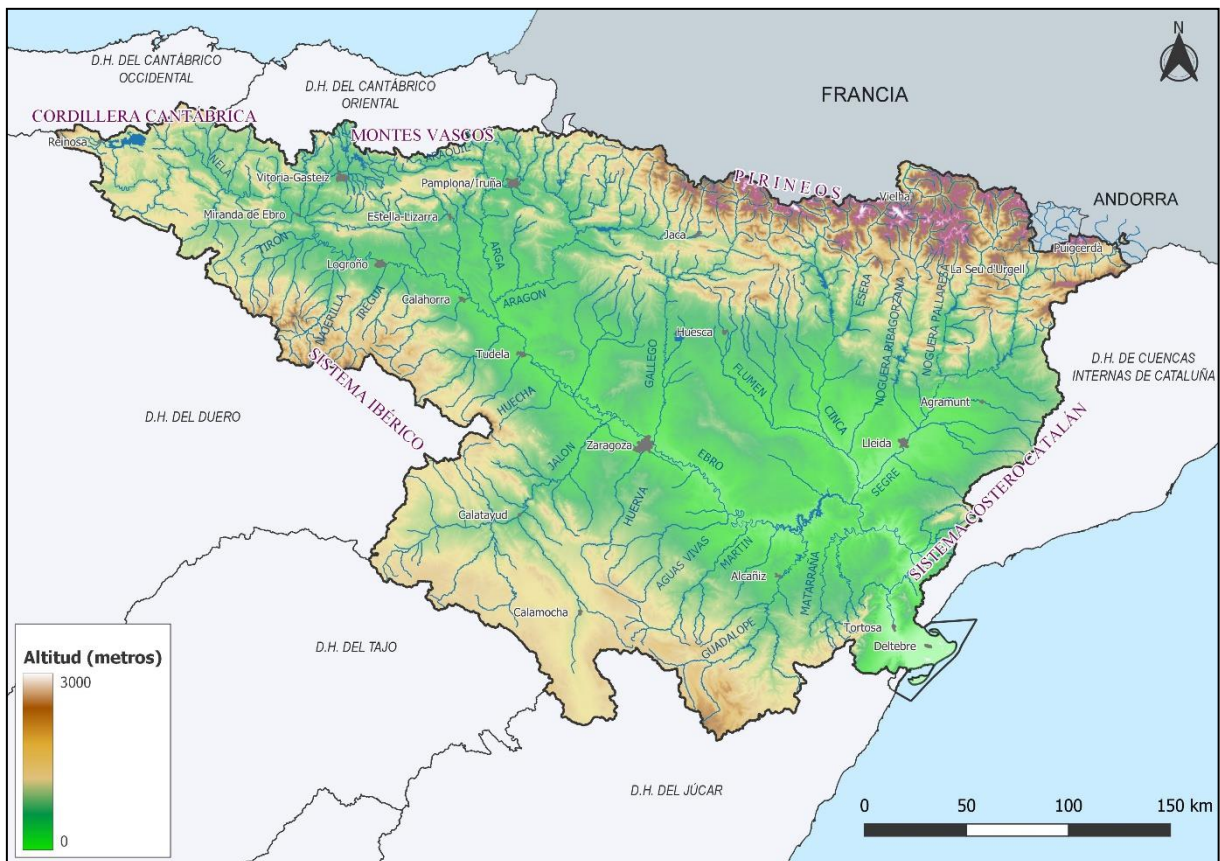 D.H. DEL CANTÁBRICO
OCCIDENTAL
D.H. DEL CANTÁBRICO
ORIENTAL
N
FRANCIA
CORDILLERA CANTÁBRICA
MONTES VASCOS
Reinosa
NELA
ARAQUIL
Vitoria-Gasteiz
Pamplona/Iruña
PIRINEOS
Vielha
ANDORRA
Miranda de Ebro
Estella-Lizarra
Jaca
Puigcerdà
TIRON
ARGA
La Seu d'Urgell
Logroño
ESERA
NOGUERA RIBAGORZANA
NOGUERA PALLARESA
Calahorra
ARAGON
NAJERILLA
IREGUA
Huesca
Tudela
GALLEGO
FLUMEN
D.H. DE CUENCAS
INTERNAS DE CATALUÑA
SISTEMA IBÉRICO
HUECHA
CINCA
Agramunt
D.H. DEL DUERO
Zaragoza
EBRO
Lleida
JALON
SEGRE
SISTEMA COSTERO CATALÁN
Calatayud
HUERVA
AGUAS VIVAS
MARTIN
Alcañiz
MATARRAÑA
Calamocha
GUADALOPE
Tortosa
Deltebre
D.H. DEL TAJO
Altitud (metros)
3000
0
D.H. DEL JÚCAR
0 50 100 150 km